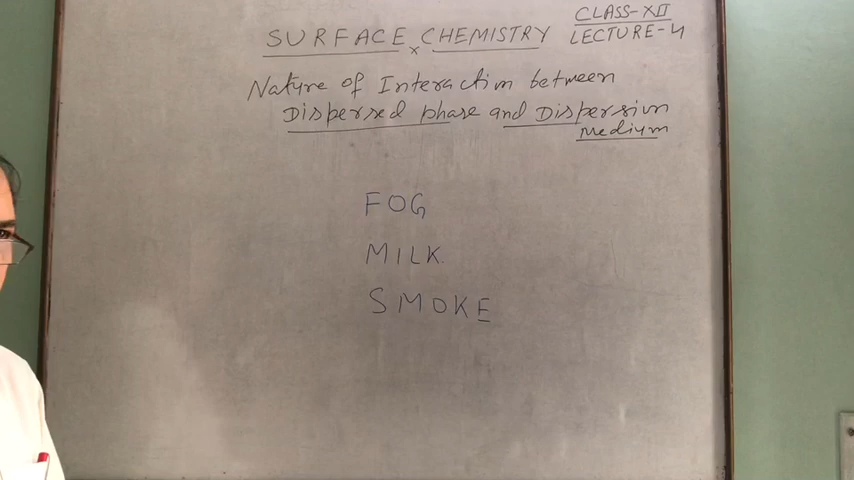 SURFACE CHEMISTRY
CLASS-XII
LECTURE-4
Nature of Interaction between
Dispersed phase and Dispersion
Medium
FOG
MILK
SMOKE